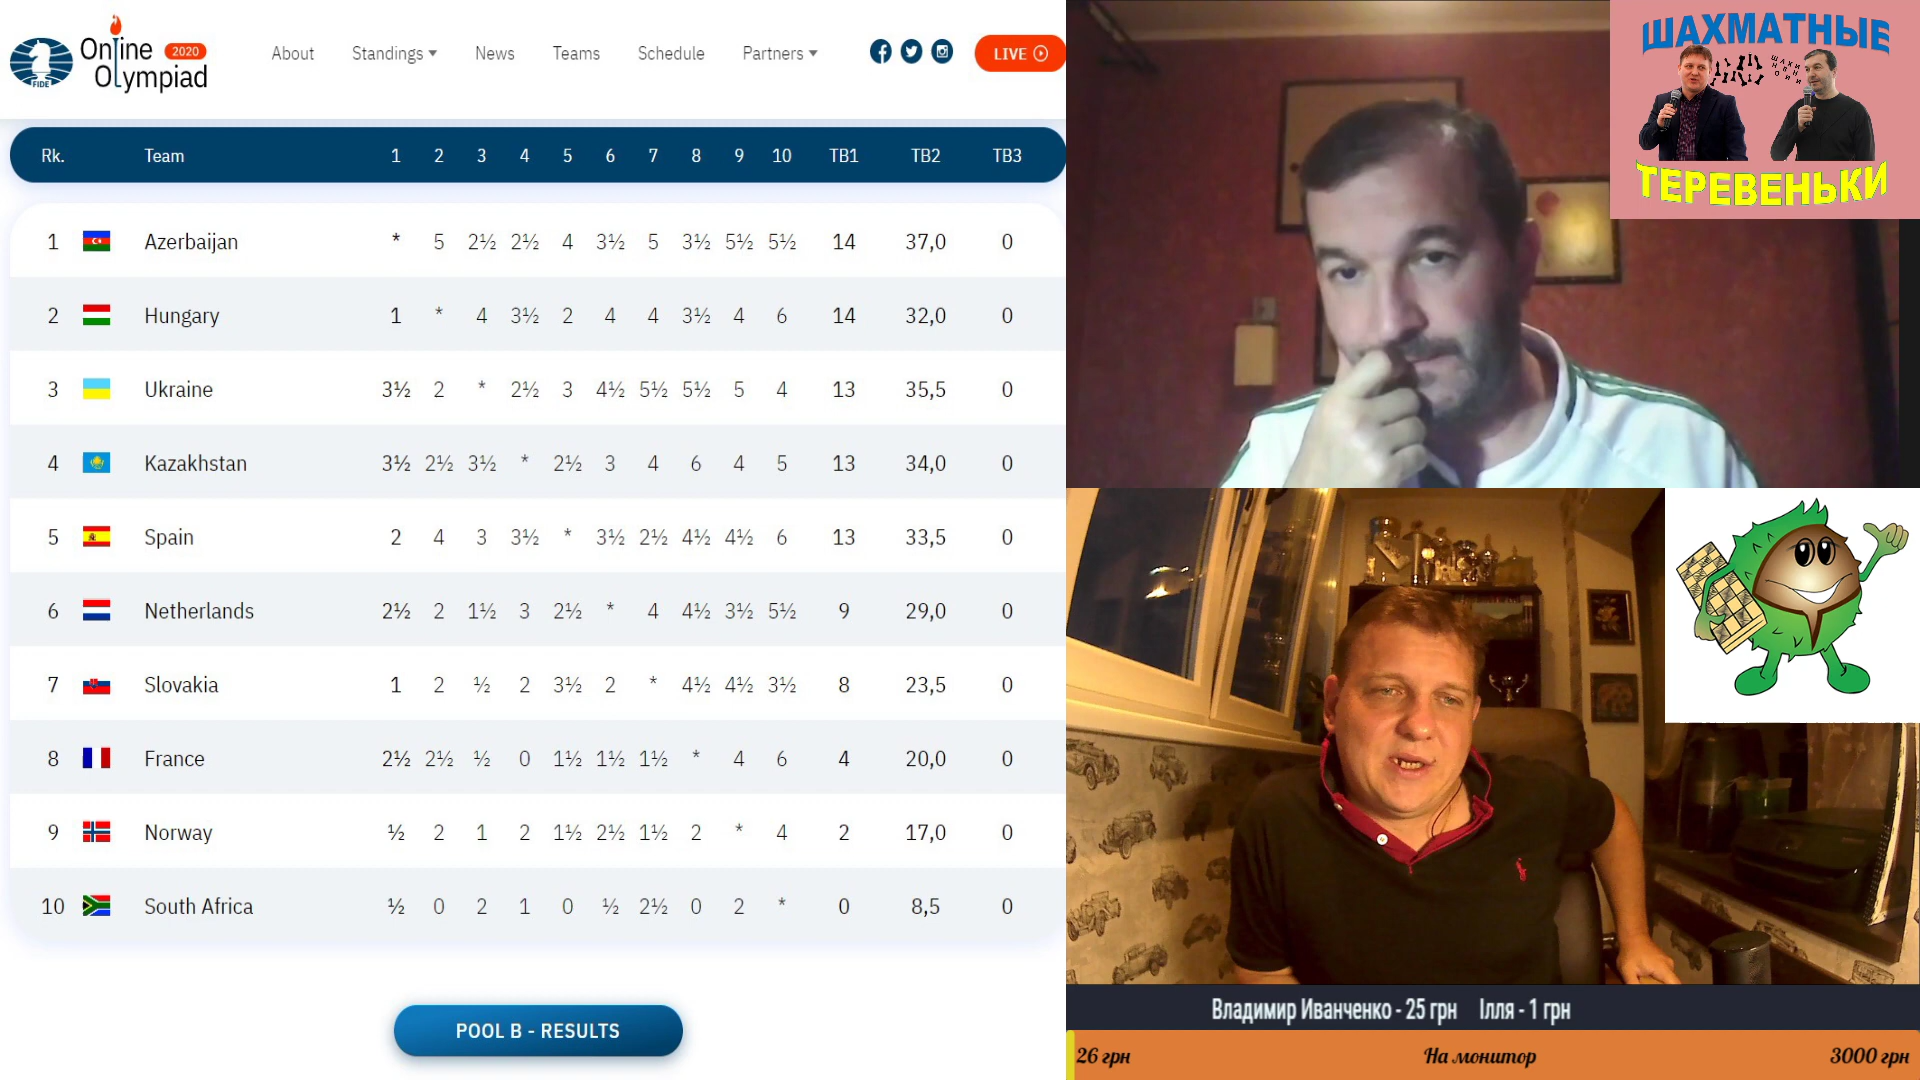 Online 2020
Olympiad
FIDE
About Standings News Teams Schedule Partners LIVE
Rk. Team 1 2 3 4 5 6 7 8 9 10 TB1 TB2 TB3
1 Azerbaijan * 5 2½ 2½ 4 3½ 5 3½ 5½ 5½ 14 37,0 0
2 Hungary 1 * 4 3½ 2 4 4 3½ 4 6 14 32,0 0
3 Ukraine 3½ 2 * 2½ 3 4½ 5½ 5½ 5 4 13 35,5 0
4 Kazakhstan 3½ 2½ 3½ * 2½ 3 4 6 4 5 13 34,0 0
5 Spain 2 4 3 3½ * 3½ 2½ 4½ 4½ 6 13 33,5 0
6 Netherlands 2½ 2 1½ 3 2½ * 4 4½ 3½ 5½ 9 29,0 0
7 Slovakia 1 2 ½ 2 3½ 2 * 4½ 4½ 3½ 8 23,5 0
8 France 2½ 2½ ½ 0 1½ 1½ 1½ * 4 6 4 20,0 0
9 Norway ½ 2 1 2 1½ 2½ 1½ 2 * 4 2 17,0 0
10 South Africa ½ 0 2 1 0 ½ 2½ 0 2 * 0 8,5 0
POOL B - RESULTS
ШАХМАТНЫЕ
ТЕРЕВЕНЬКИ
Владимир Иванченко - 25 грн Ілля - 1 грн
26 грн На монитор 3000 грн